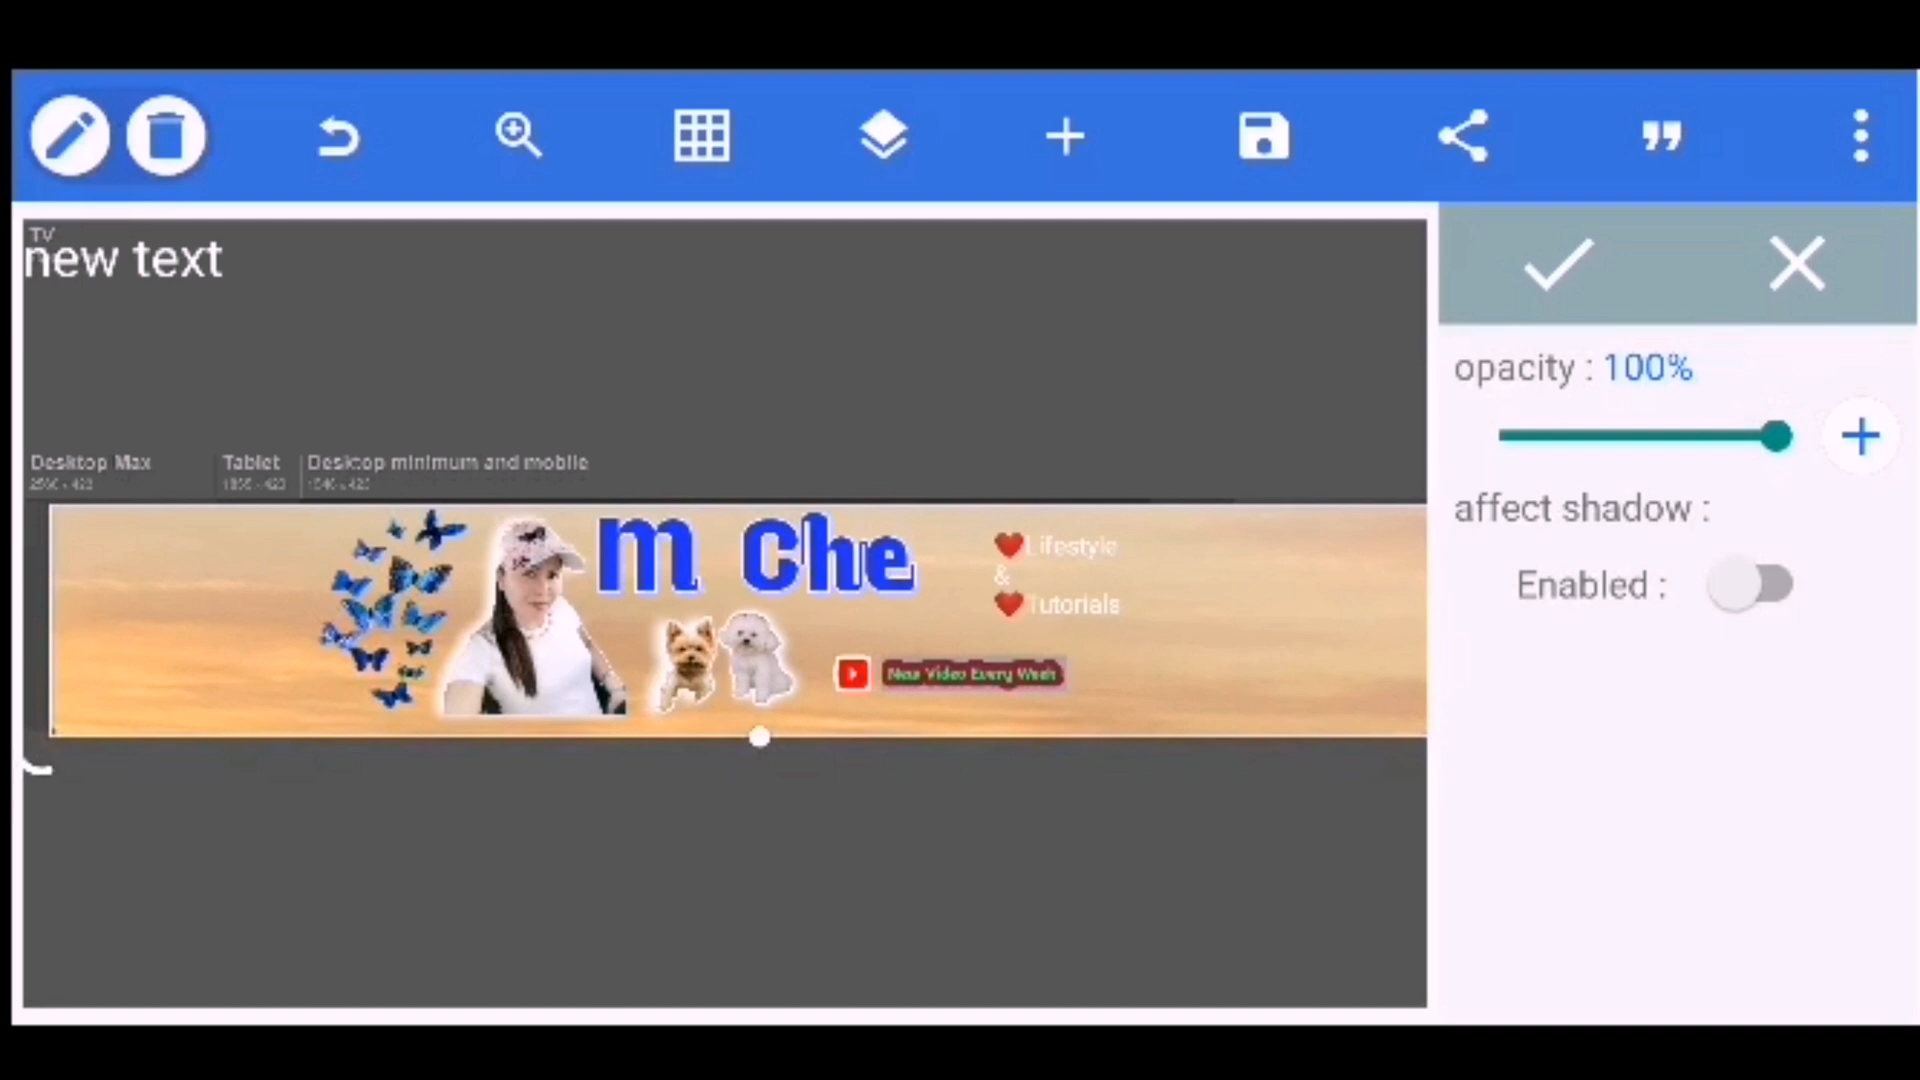 TV
new text
opacity : 100%
affect shadow :
Enabled :
Desktop Max
Tablet
Desktop minimum and mobile
m Che
❤️Lifestyle
&
❤️Tutorials
New Video Every Week